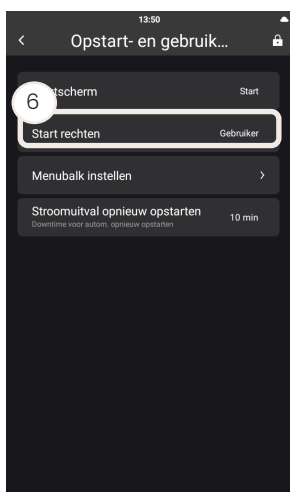 13:50
Opstart- en gebruik...
tscherm Start
6
Start rechten Gebruiker
Menubalk instellen
Stroomuitval opnieuw opstarten 10 min
Downtime voor autom. opnieuw opstarten